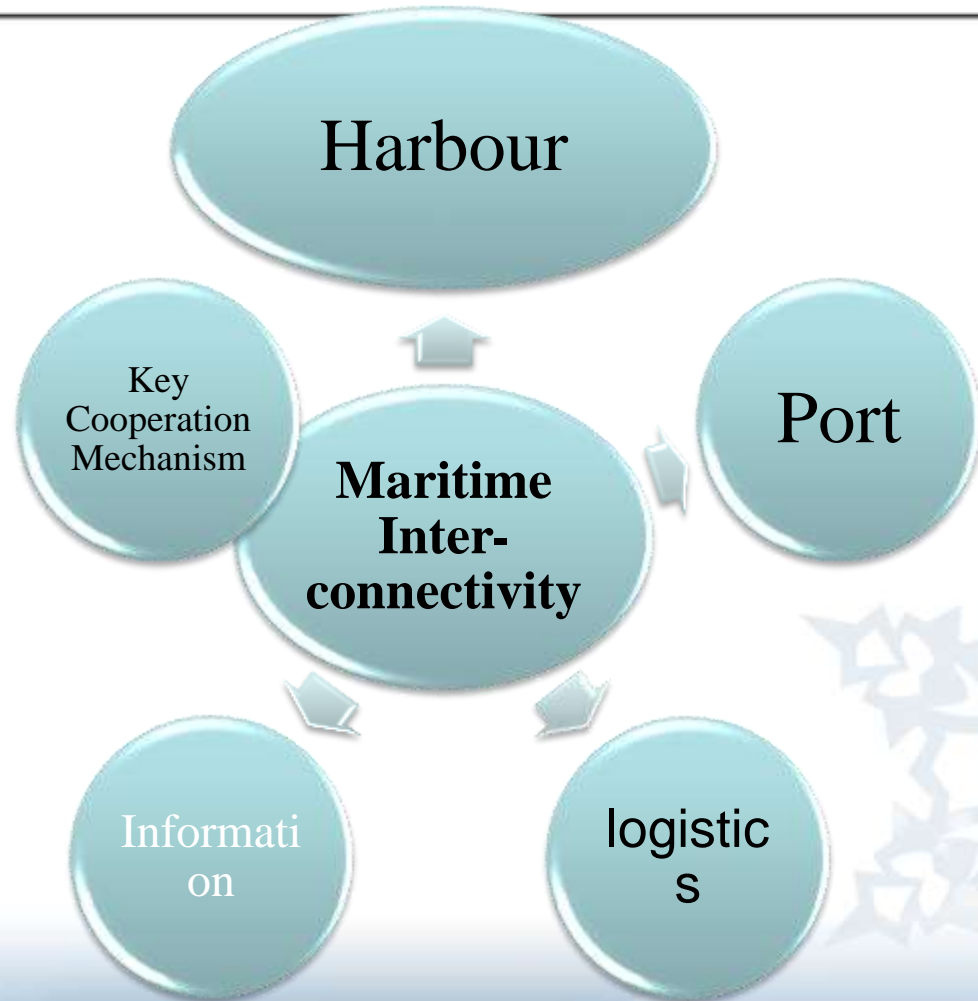 Harbour
Key
Cooperation
Mechanism
Port
Maritime
Inter-
connectivity
Informati
on
logistic
s